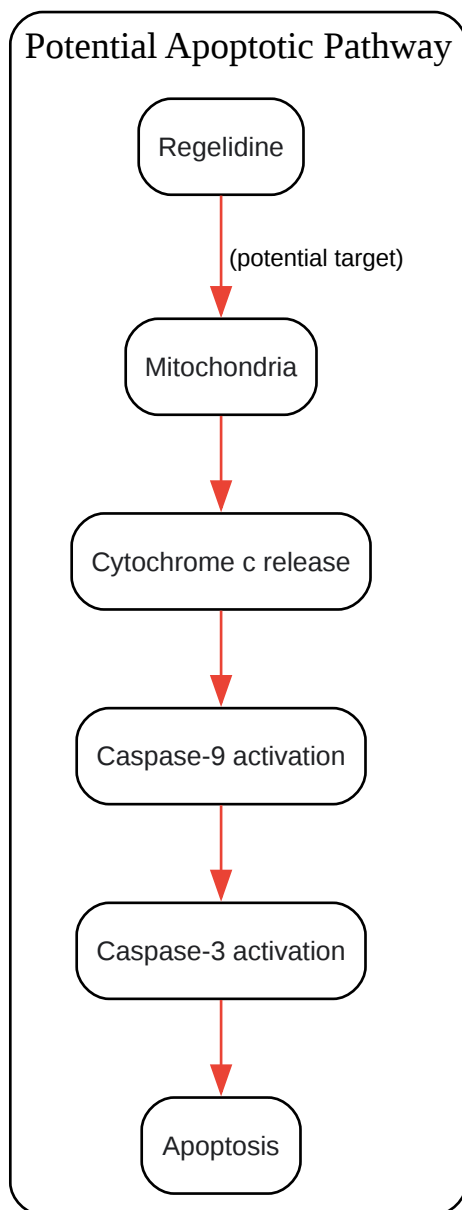 Potential Apoptotic Pathway
Regelidine
(potential target)
Mitochondria
Cytochrome c release
Caspase-9 activation
Caspase-3 activation
Apoptosis